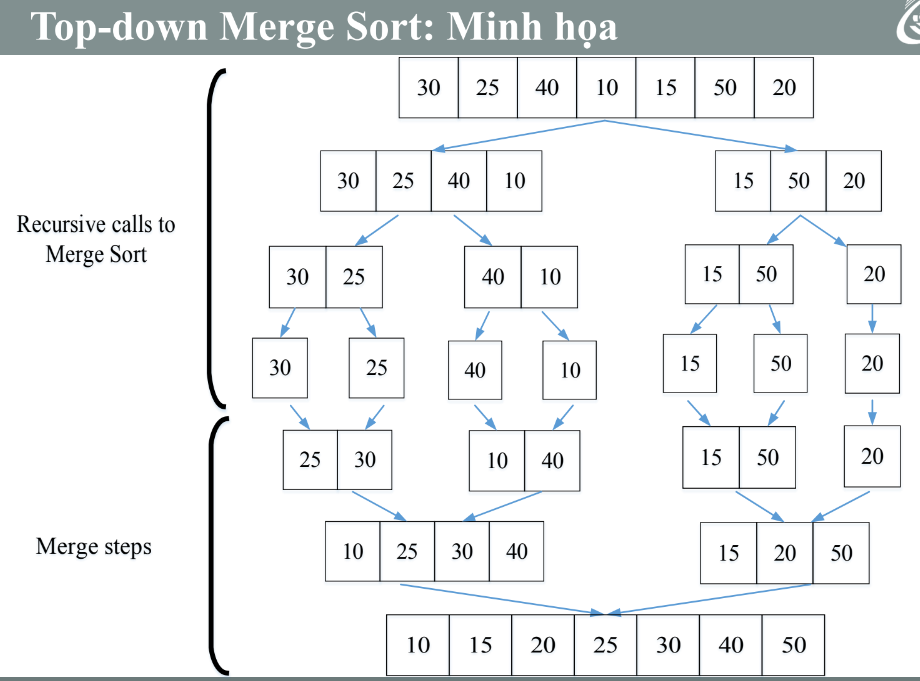 Top-down Merge Sort: Minh họa
30 25 40 10 15 50 20
30 25 40 10 15 50 20
Recursive calls to
Merge Sort
30 25 40 10 15 50 20
30 25 40 10 15 50 20
25 30 10 40 15 50 20
Merge steps
10 25 30 40 15 20 50
10 15 20 25 30 40 50